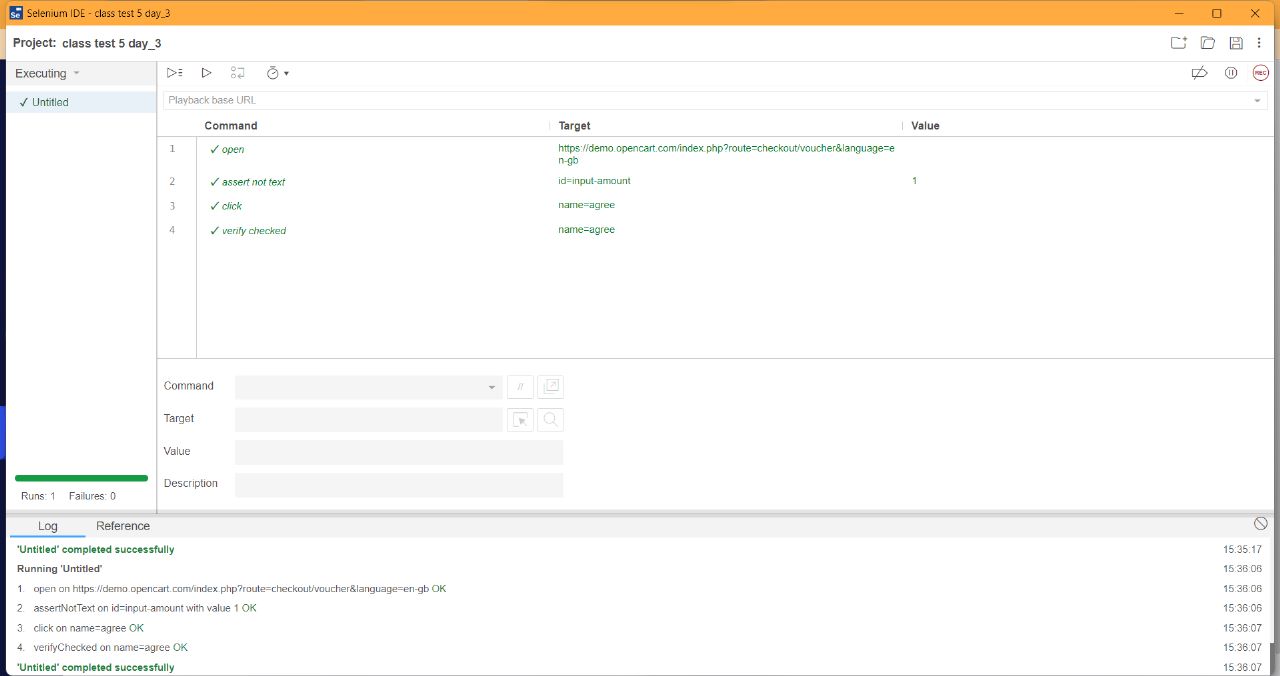 Selenium IDE - class test 5 day_3
Project: class test 5 day_3
Executing
✓ Untitled
Playback base URL
Command Target Value
1 ✓ open https://demo.opencart.com/index.php?route=checkout/voucher&language=e
n-gb
2 ✓ assert not text id=input-amount 1
3 ✓ click name=agree
4 ✓ verify checked name=agree
Command //
Target
Value
Description
Runs: 1 Failures: 0
Log Reference
'Untitled' completed successfully 15:35:17
Running 'Untitled' 15:36:06
1. open on https://demo.opencart.com/index.php?route=checkout/voucher&language=en-gb OK 15:36:06
2. assertNotText on id=input-amount with value 1 OK 15:36:06
3. click on name=agree OK 15:36:07
4. verifyChecked on name=agree OK 15:36:07
'Untitled' completed successfully 15:36:07
Se
REC